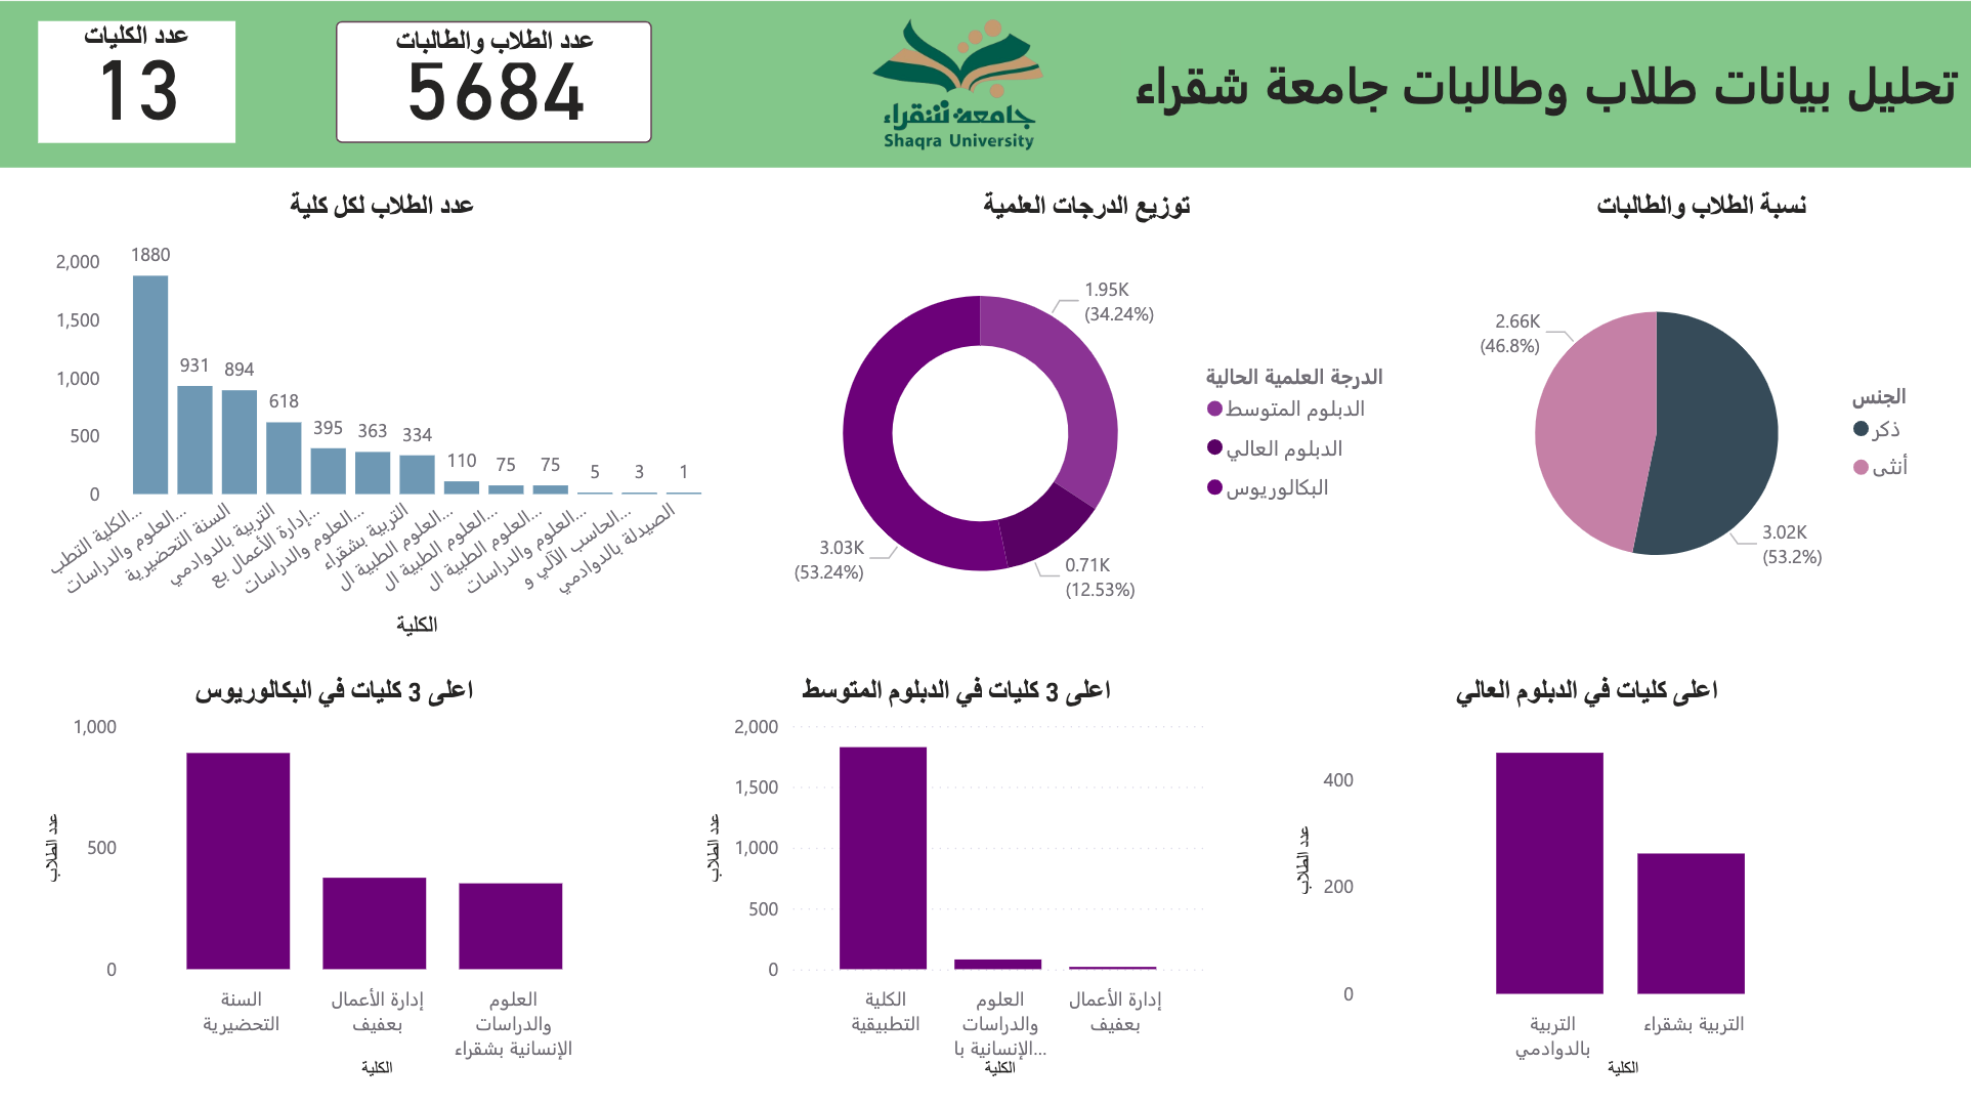 تحليل بيانات طلاب وطالبات جامعة شقراء
جامعة شقراء
Shaqra University
عدد الطلاب والطالبات
5684
عدد الكليات
13
نسبة الطلاب والطالبات
2.66K
(46.8%)
3.02K
(53.2%)
الجنس
ذكر
أنثى
توزيع الدرجات العلمية
1.95K
(34.24%)
3.03K
(53.24%)
0.71K
(12.53%)
الدرجة العلمية الحالية
الدبلوم المتوسط
الدبلوم العالي
البكالوريوس
عدد الطلاب لكل كلية
2,000
1,500
1,000
500
0
1880
931
894
618
395
363
334
110
75
75
5
3
1
الكلية التطب...
العلوم والدراسات...
السنة التحضيرية
التربية بالدوادمي
إدارة الأعمال بع...
العلوم والدراسات...
التربية بشقراء
العلوم الطبية ال...
العلوم الطبية ال...
العلوم الطبية ال...
العلوم والدراسات...
الحاسب الآلي و...
الصيدلة بالدوادمي
الكلية
اعلى كليات في الدبلوم العالي
عدد الطلاب
400
200
0
التربية
بالدوادمي
التربية بشقراء
الكلية
اعلى 3 كليات في الدبلوم المتوسط
عدد الطلاب
2,000
1,500
1,000
500
0
الكلية
التطبيقية
العلوم
والدراسات
الإنسانية با...
إدارة الأعمال
بعفيف
الكلية
اعلى 3 كليات في البكالوريوس
عدد الطلاب
1,000
500
0
السنة
التحضيرية
إدارة الأعمال
بعفيف
العلوم
والدراسات
الإنسانية بشقراء
الكلية